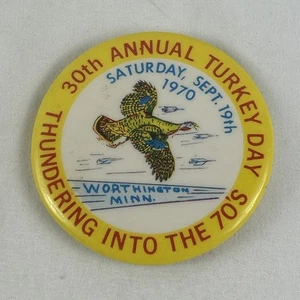 30th ANNUAL TURKEY DAY
SATURDAY, SEPT. 19th
1970
WORTHINGTON
MINN.
THUNDERING INTO THE 70'S